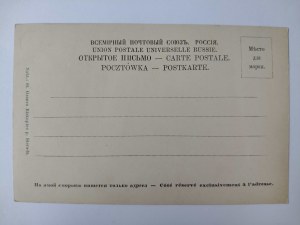 ВСЕМІРНЫЙ ПОЧТОВЫЙ СОЮЗЪ. РОССІЯ.
UNION POSTALE UNIVERSELLE RUSSIE.
ОТКРЫТОЕ ПИСЬМО — CARTE POSTALE.
POCZTÓWKA — POSTKARTE.
Мѣсто
для
марки.
На этой сторонѣ пишется только адресъ — Côté réservé exclusivement à l'adresse.